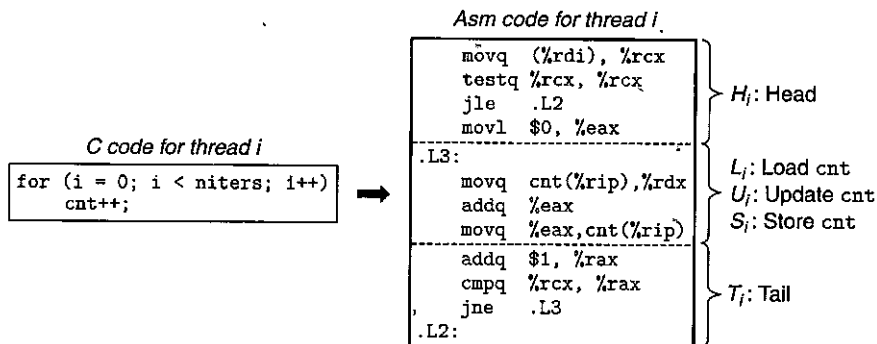 Asm code for thread i
movq (%rdi), %rcx
testq %rcx, %rcx
jle .L2
movl $0, %eax
H_i: Head
C code for thread i
for (i = 0; i < niters; i++)
cnt++;
.L3:
movq cnt(%rip),%rdx
addq %eax
movq %eax,cnt(%rip)
L_i: Load cnt
U_i: Update cnt
S_i: Store cnt
addq $1, %rax
cmpq %rcx, %rax
jne .L3
.L2:
T_i: Tail